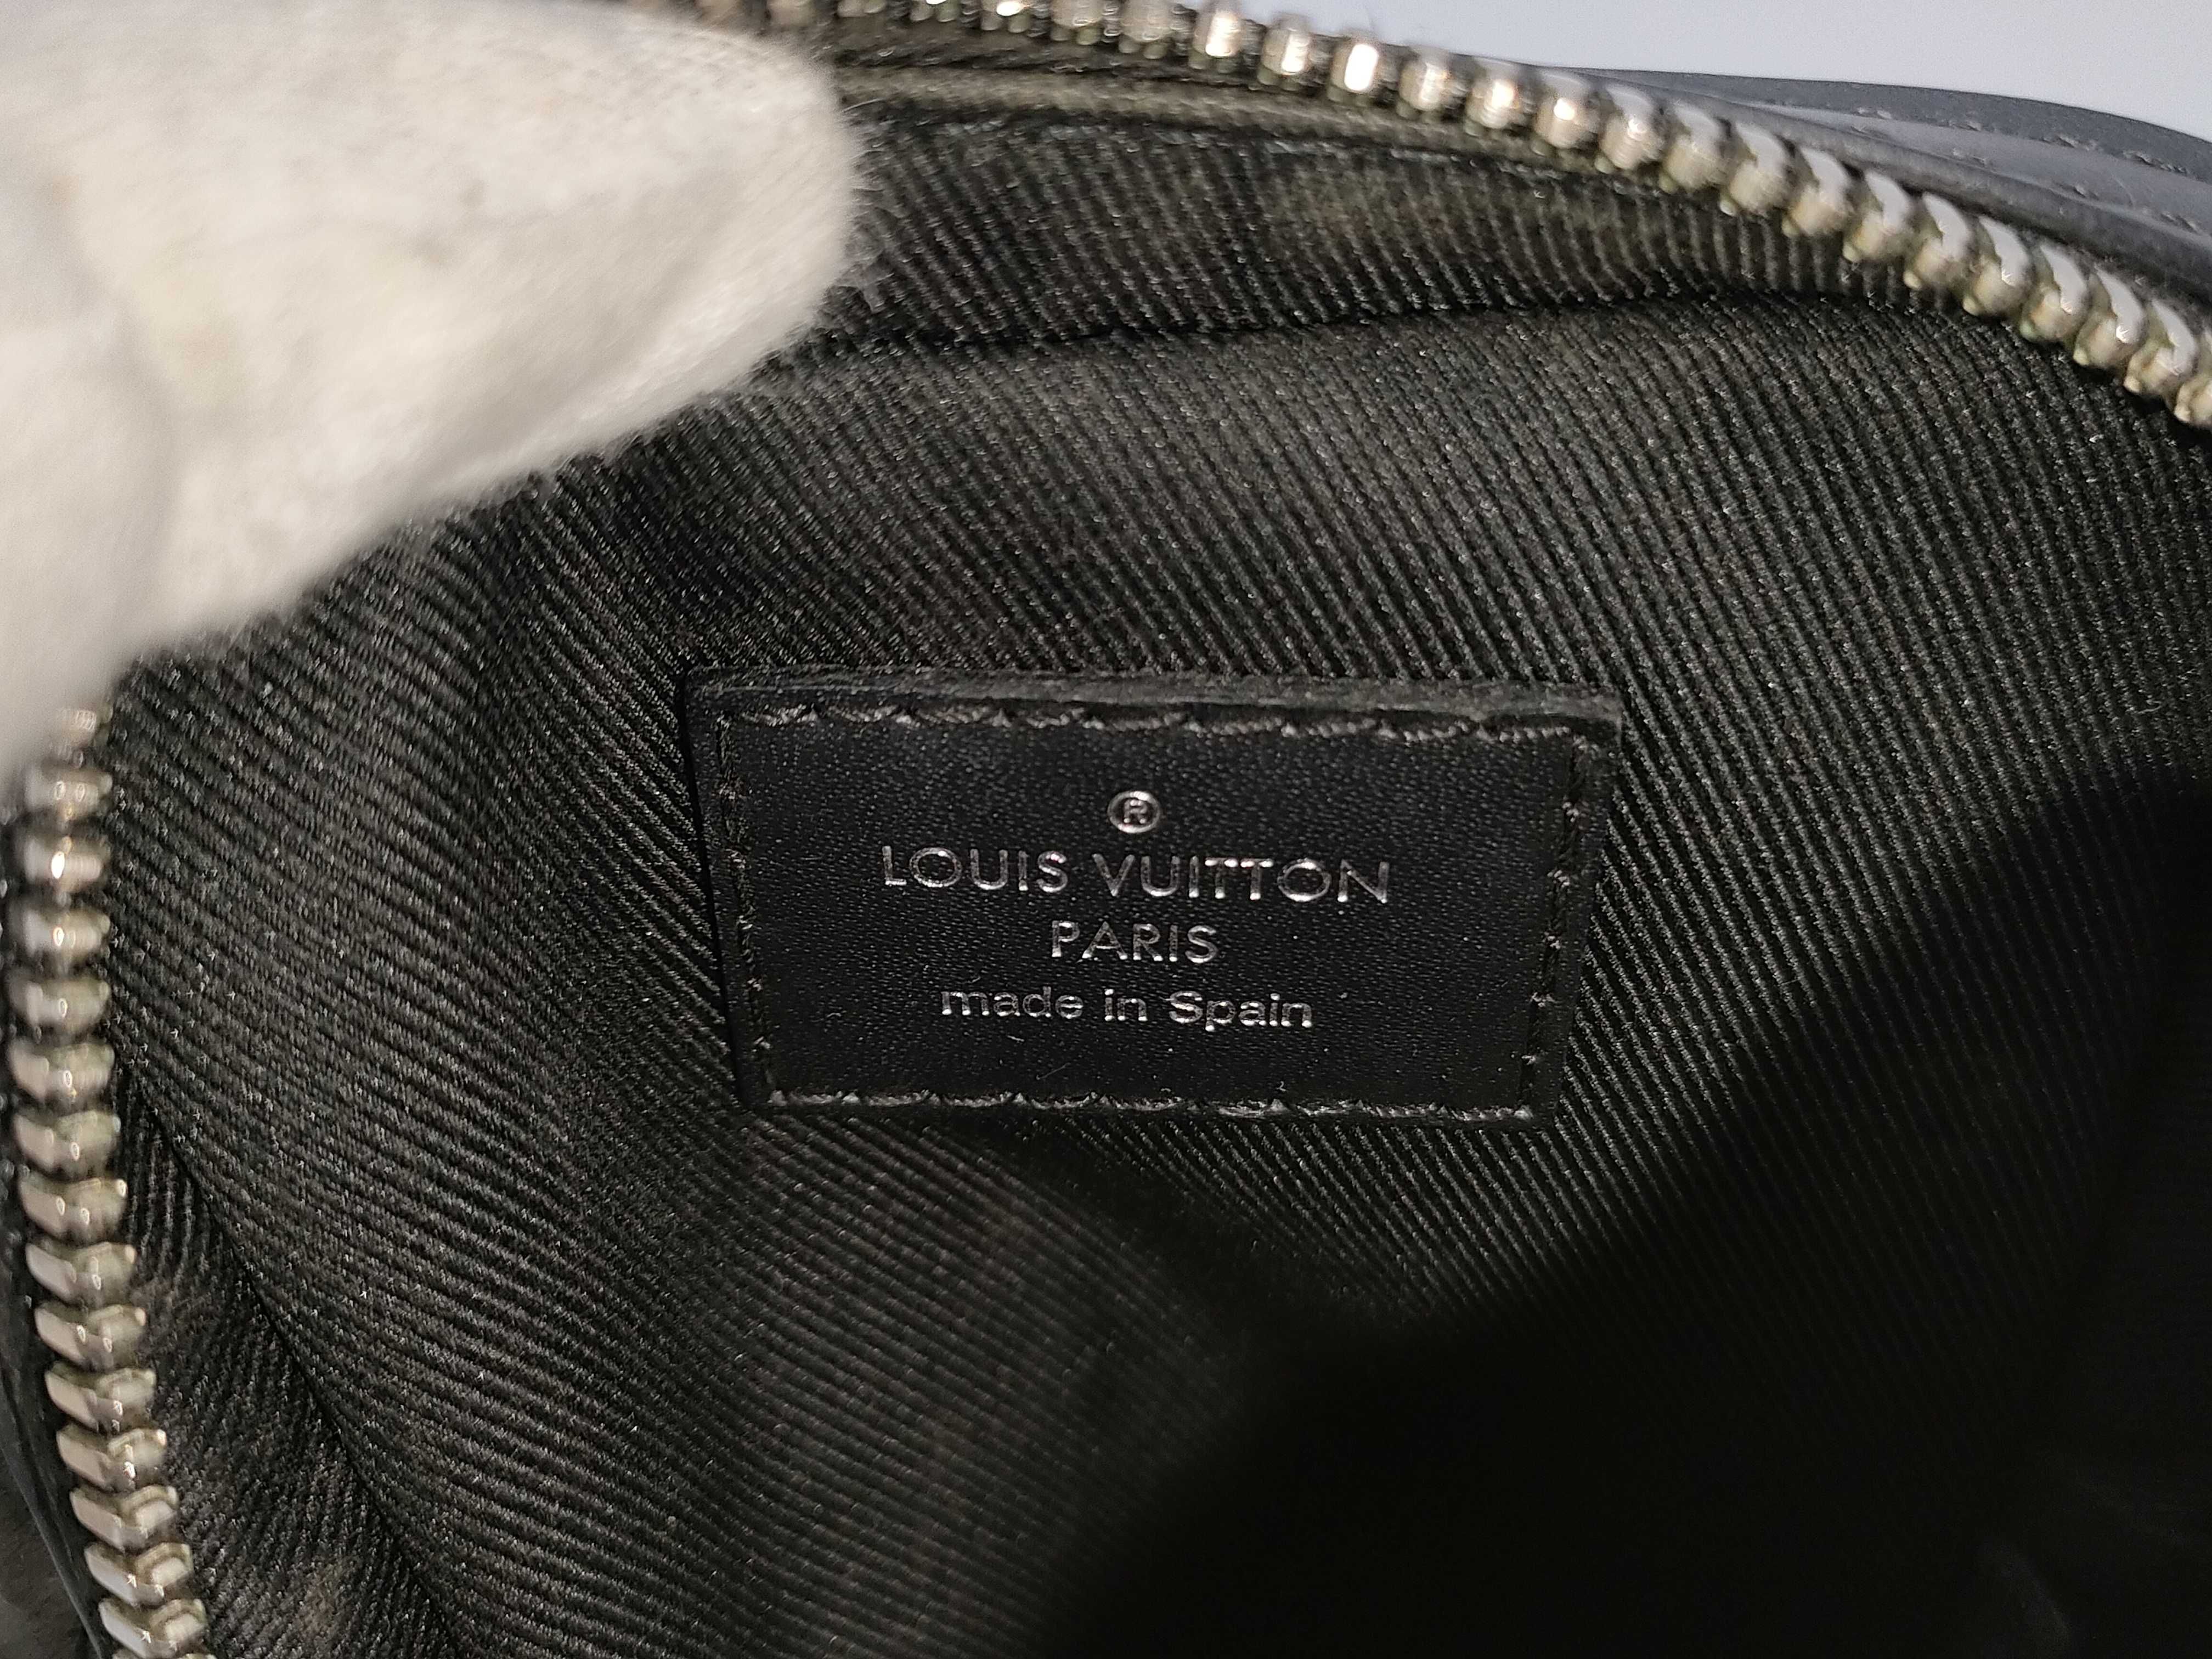 ®
LOUIS VUITTON
PARIS
made in Spain